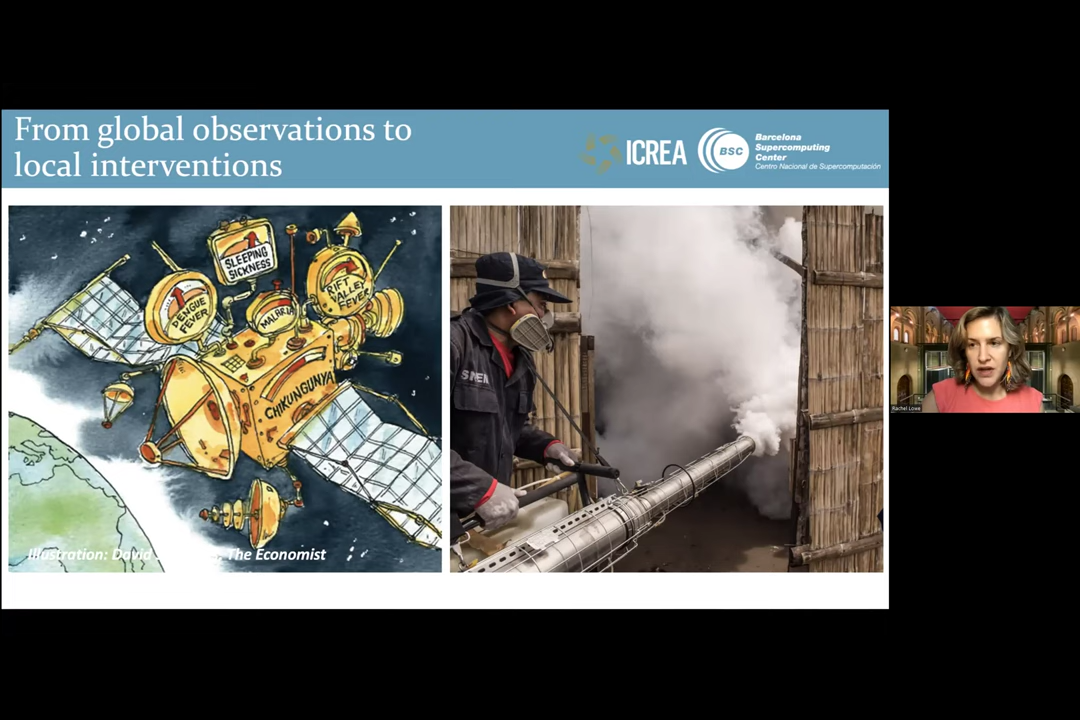 From global observations to
local interventions
ICREA
BSC
Barcelona
Supercomputing
Center
Centro Nacional de Supercomputación
SLEEPING
SICKNESS
DENGUE
FEVER
MALARIA
RIFT
VALLEY
FEVER
CHIKUNGUNYA
Illustration: David
The Economist
Rachel Lowe